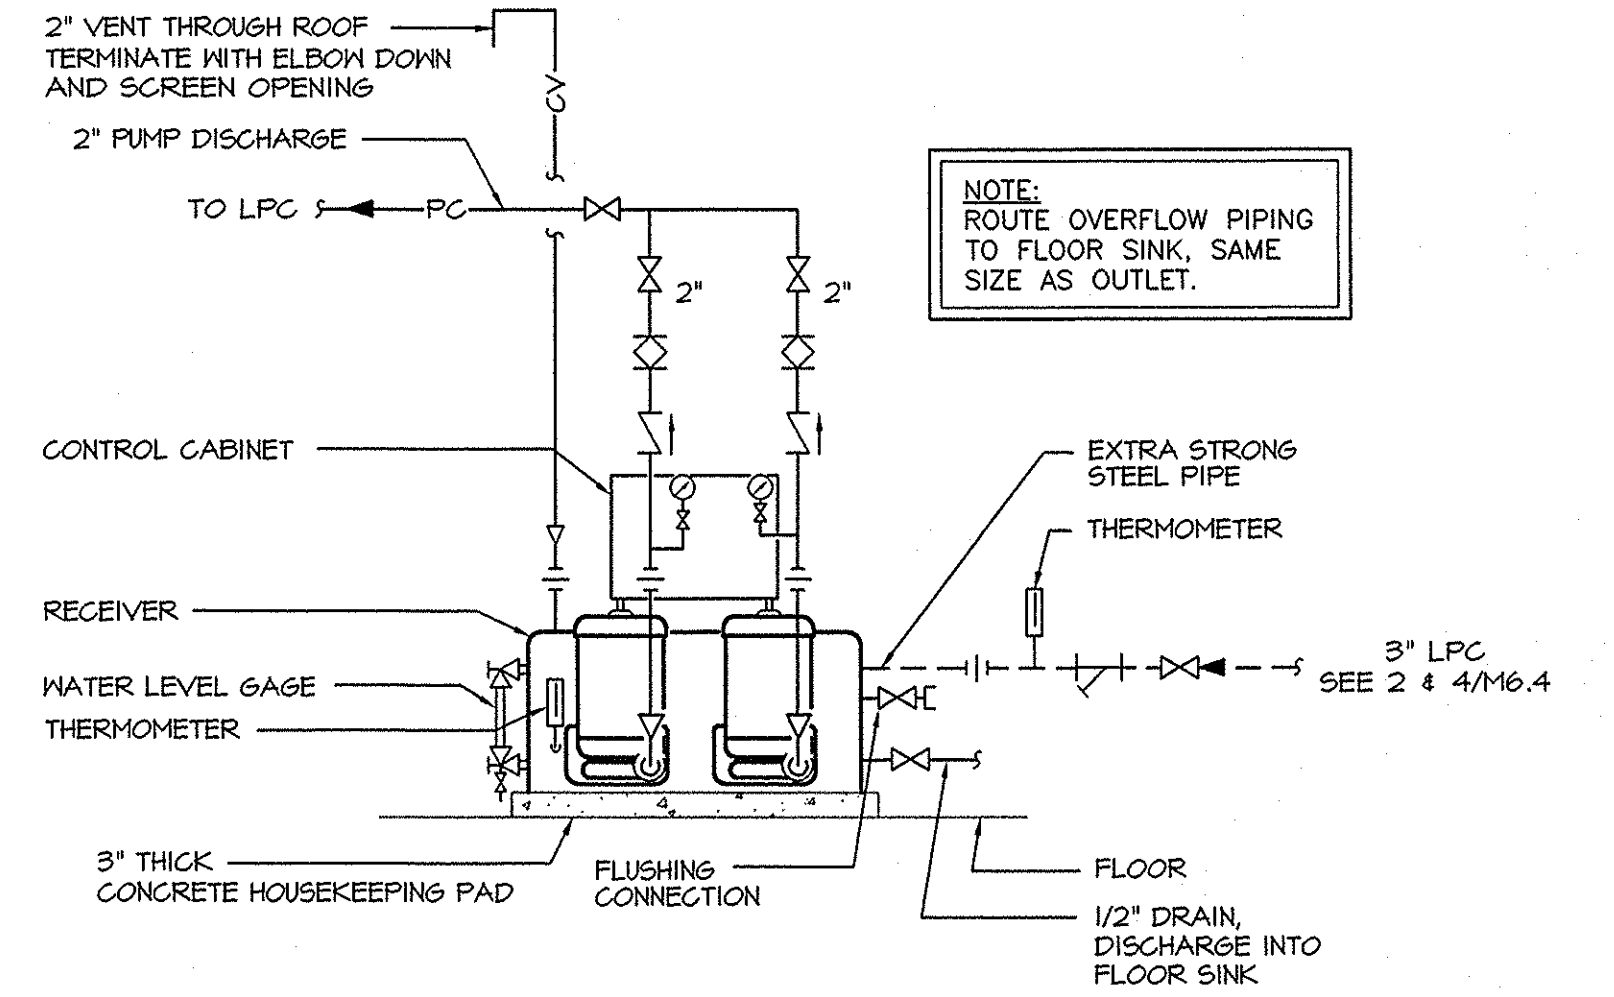 2" VENT THROUGH ROOF
TERMINATE WITH ELBOW DOWN
AND SCREEN OPENING
CV
2" PUMP DISCHARGE
TO LPC
PC
NOTE:
ROUTE OVERFLOW PIPING
TO FLOOR SINK, SAME
SIZE AS OUTLET.
2"
2"
CONTROL CABINET
EXTRA STRONG
STEEL PIPE
THERMOMETER
RECEIVER
3" LPC
SEE 2 & 4/M6.4
WATER LEVEL GAGE
THERMOMETER
3" THICK
CONCRETE HOUSEKEEPING PAD
FLUSHING
CONNECTION
FLOOR
1/2" DRAIN,
DISCHARGE INTO
FLOOR SINK